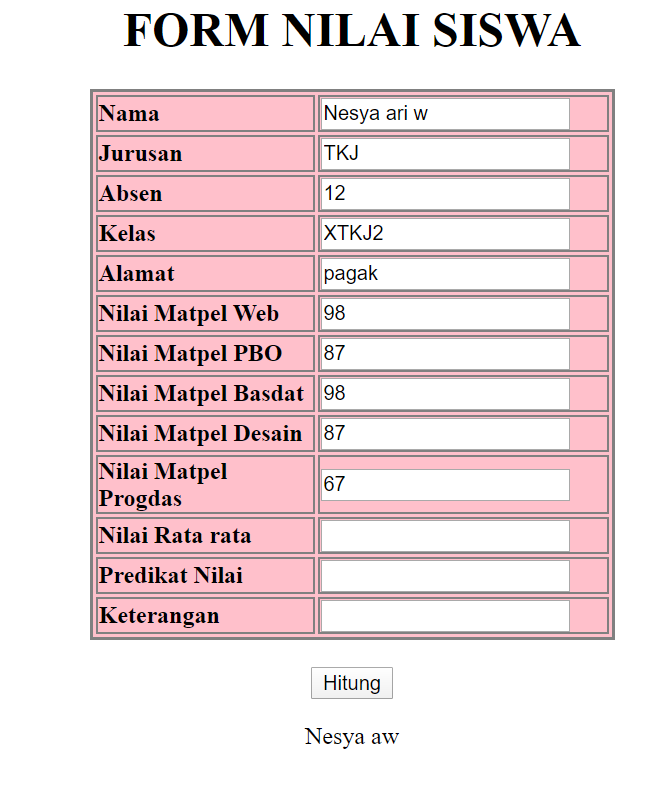 FORM NILAI SISWA
Nama Nesya ari w
Jurusan TKJ
Absen 12
Kelas XTKJ2
Alamat pagak
Nilai Matpel Web 98
Nilai Matpel PBO 87
Nilai Matpel Basdat 98
Nilai Matpel Desain 87
Nilai Matpel
Progdas 67
Nilai Rata rata
Predikat Nilai
Keterangan
Hitung
Nesya aw